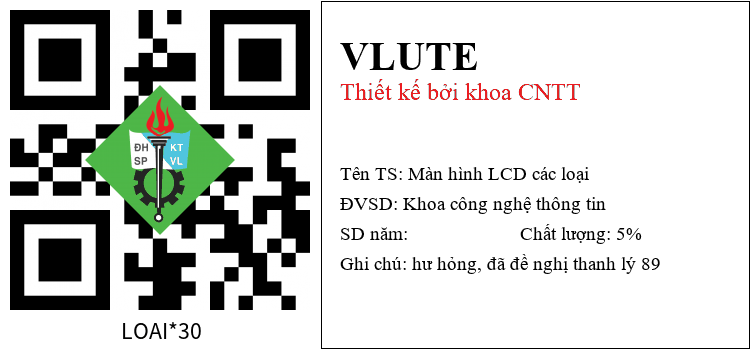 ĐH KT
SP VL
LOAI*30
VLUTE
Thiết kế bởi khoa CNTT
Tên TS: Màn hình LCD các loại
ĐVSD: Khoa công nghệ thông tin
SD năm: Chất lượng: 5%
Ghi chú: hư hỏng, đã đề nghị thanh lý 89